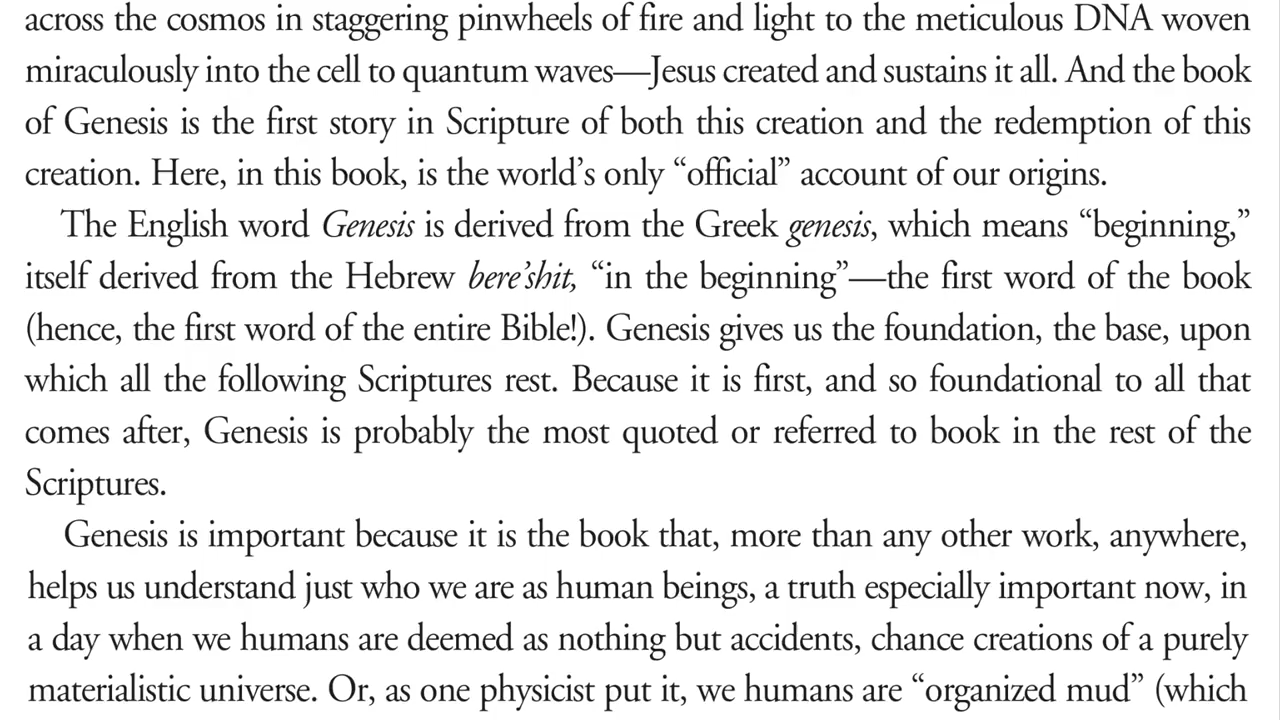 across the cosmos in staggering pinwheels of fire and light to the meticulous DNA woven
miraculously into the cell to quantum waves—Jesus created and sustains it all. And the book
of Genesis is the first story in Scripture of both this creation and the redemption of this
creation. Here, in this book, is the world’s only “official” account of our origins.
The English word Genesis is derived from the Greek genesis, which means “beginning,”
itself derived from the Hebrew bere’shit, “in the beginning”—the first word of the book
(hence, the first word of the entire Bible!). Genesis gives us the foundation, the base, upon
which all the following Scriptures rest. Because it is first, and so foundational to all that
comes after, Genesis is probably the most quoted or referred to book in the rest of the
Scriptures.
Genesis is important because it is the book that, more than any other work, anywhere,
helps us understand just who we are as human beings, a truth especially important now, in
a day when we humans are deemed as nothing but accidents, chance creations of a purely
materialistic universe. Or, as one physicist put it, we humans are “organized mud” (which